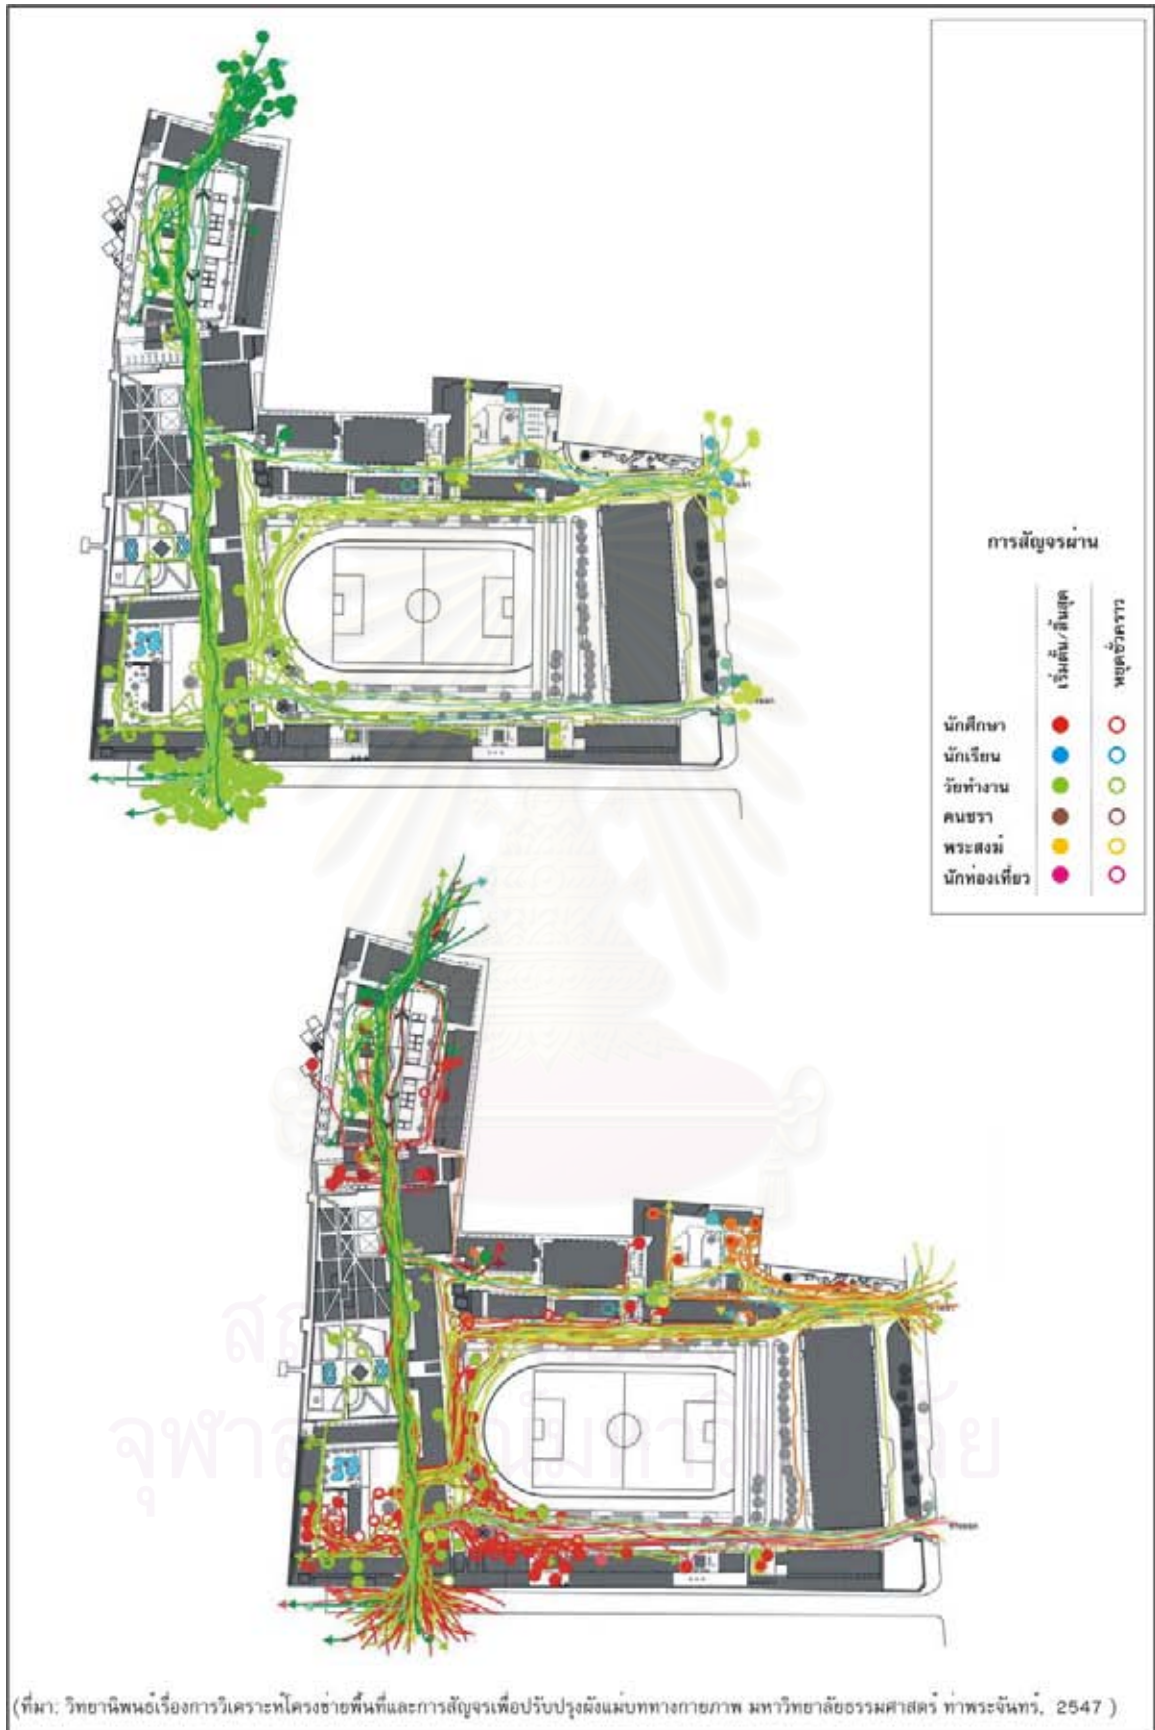 การสัญจรผ่าน
เริ่มต้น/สิ้นสุด
หยุดชั่วคราว
นักศึกษา
นักเรียน
วัยทำงาน
คนชรา
พระสงฆ์
นักท่องเที่ยว
(ที่มา: วิทยานิพนธ์เรื่องการวิเคราะห์โครงข่ายพื้นที่และการสัญจรเพื่อปรับปรุงผังแม่บททางกายภาพ มหาวิทยาลัยธรรมศาสตร์ ท่าพระจันทร์, 2547 )